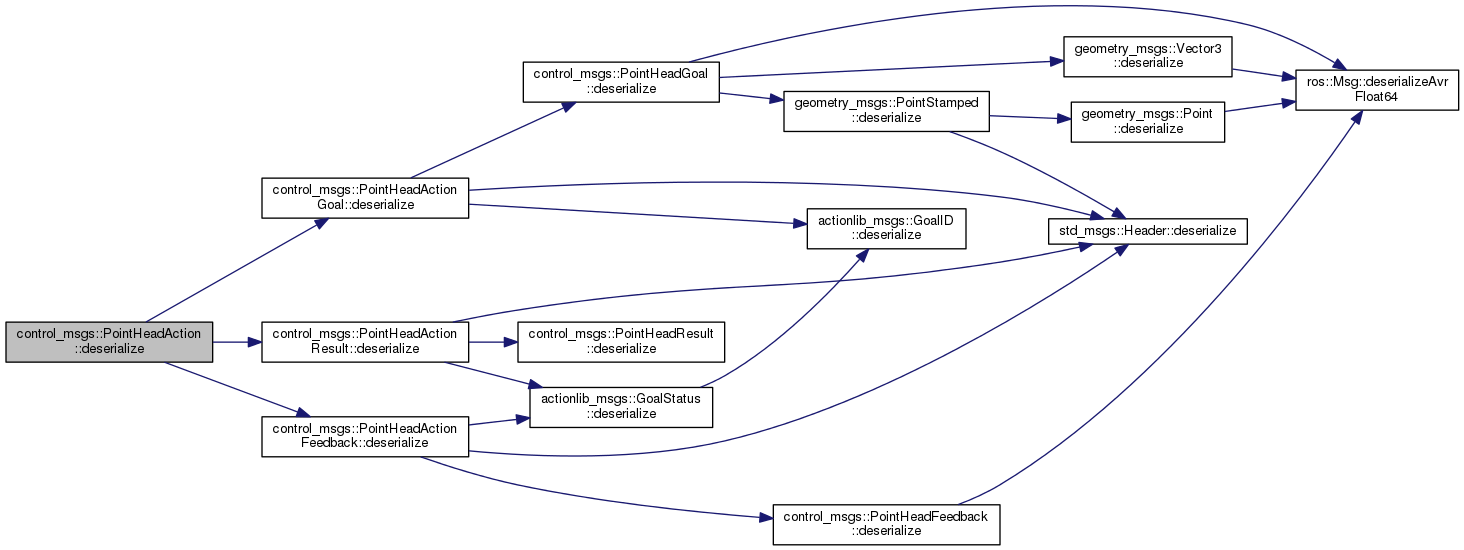 control_msgs::PointHeadAction
::deserialize
control_msgs::PointHeadAction
Goal::deserialize
control_msgs::PointHeadAction
Result::deserialize
control_msgs::PointHeadAction
Feedback::deserialize
control_msgs::PointHeadGoal
::deserialize
control_msgs::PointHeadResult
::deserialize
actionlib_msgs::GoalStatus
::deserialize
geometry_msgs::PointStamped
::deserialize
actionlib_msgs::GoalID
::deserialize
control_msgs::PointHeadFeedback
::deserialize
geometry_msgs::Vector3
::deserialize
geometry_msgs::Point
::deserialize
std_msgs::Header::deserialize
ros::Msg::deserializeAvr
Float64